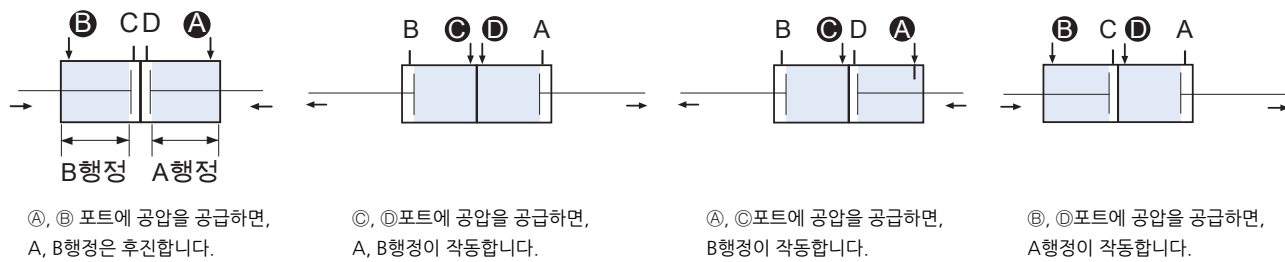 Ⓑ C D Ⓐ
B행정 A행정
Ⓐ, Ⓑ 포트에 공압을 공급하면,
A, B행정은 후진합니다.
B Ⓒ Ⓓ A
Ⓒ, Ⓓ포트에 공압을 공급하면,
A, B행정이 작동합니다.
B Ⓒ D Ⓐ
Ⓐ, Ⓒ포트에 공압을 공급하면,
B행정이 작동합니다.
Ⓑ C Ⓓ A
Ⓑ, Ⓓ포트에 공압을 공급하면,
A행정이 작동합니다.